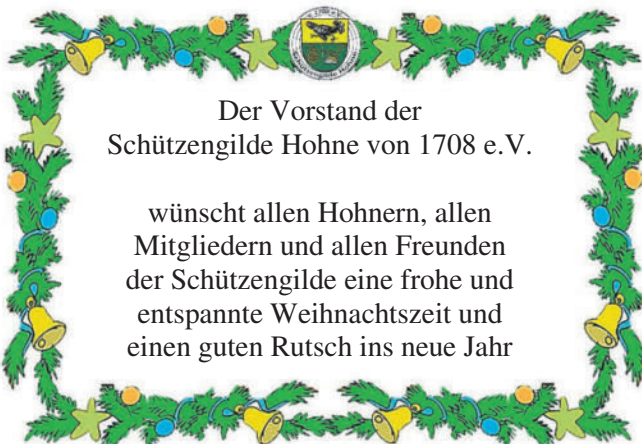 Der Vorstand der
Schützengilde Hohne von 1708 e.V.
wünscht allen Hohnern, allen
Mitgliedern und allen Freunden
der Schützengilde eine frohe und
entspannte Weihnachtszeit und
einen guten Rutsch ins neue Jahr